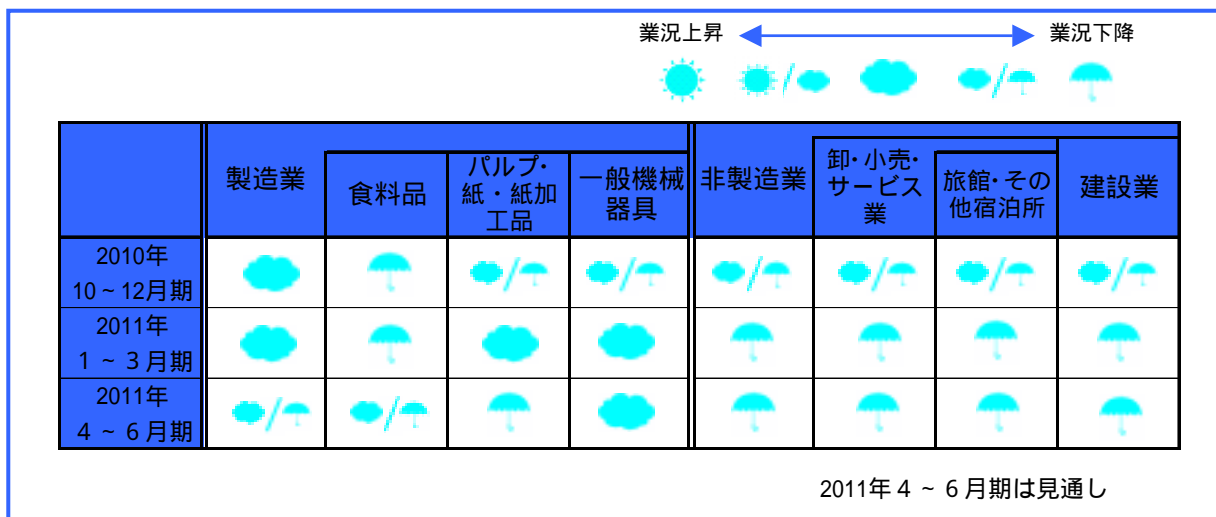 業況上昇
業況下降
製造業
食料品
パルプ・
紙・紙加
工品
一般機械
器具
非製造業
卸・小売・
サービス
業
旅館・その
他宿泊所
建設業
2010年
10～12月期
2011年
1～3月期
2011年
4～6月期
2011年4～6月期は見通し